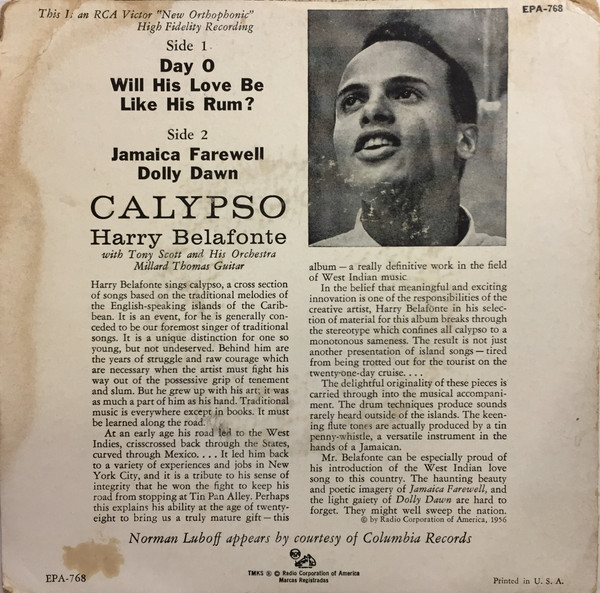 This Is an RCA Victor "New Orthophonic"
High Fidelity Recording
EPA-768
Side 1
Day O
Will His Love Be
Like His Rum?
Side 2
Jamaica Farewell
Dolly Dawn
CALYPSO
Harry Belafonte
with Tony Scott and His Orchestra
Millard Thomas Guitar
Harry Belafonte sings calypso, a cross section
of songs based on the traditional melodies of
the English-speaking islands of the Carib-
bean. It is an event, for he is generally con-
ceded to be our foremost singer of traditional
songs. It is a unique distinction for one so
young, but not undeserved. Behind him are
the years of struggle and raw courage which
are necessary when the artist must fight his
way out of the possessive grip of tenement
and slum. But he grew up with his art; it was
as much a part of him as his hand. Traditional
music is everywhere except in books. It must
be learned along the road.
At an early age his road led to the West
Indies, crisscrossed back through the States,
curved through Mexico. . . . It led him back
to a variety of experiences and jobs in New
York City, and it is a tribute to his sense of
integrity that he won the fight to keep his
road from stopping at Tin Pan Alley. Perhaps
this explains his ability at the age of twenty-
eight to bring us a truly mature gift — this
album — a really definitive work in the field
of West Indian music
In the belief that meaningful and exciting
innovation is one of the responsibilities of the
creative artist, Harry Belafonte in his selec-
tion of material for this album breaks through
the stereotype which confines all calypso to a
monotonous sameness. The result is not just
another presentation of island songs — tired
from being trotted out for the tourist on the
twenty-one-day cruise. . . .
The delightful originality of these pieces is
carried through into the musical accompani-
ment. The drum techniques produce sounds
rarely heard outside of the islands. The keen-
ing flute tones are actually produced by a tin
penny-whistle, a versatile instrument in the
hands of a Jamaican.
Mr. Belafonte can be especially proud of
his introduction of the West Indian love
song to this country. The haunting beauty
and poetic imagery of Jamaica Farewell, and
the light gaiety of Dolly Dawn are hard to
forget. They might well sweep the nation.
© by Radio Corporation of America, 1956
Norman Luboff appears by courtesy of Columbia Records
EPA-768
TMKS ® © Radio Corporation of America
Marcas Registradas
Printed in U. S. A.